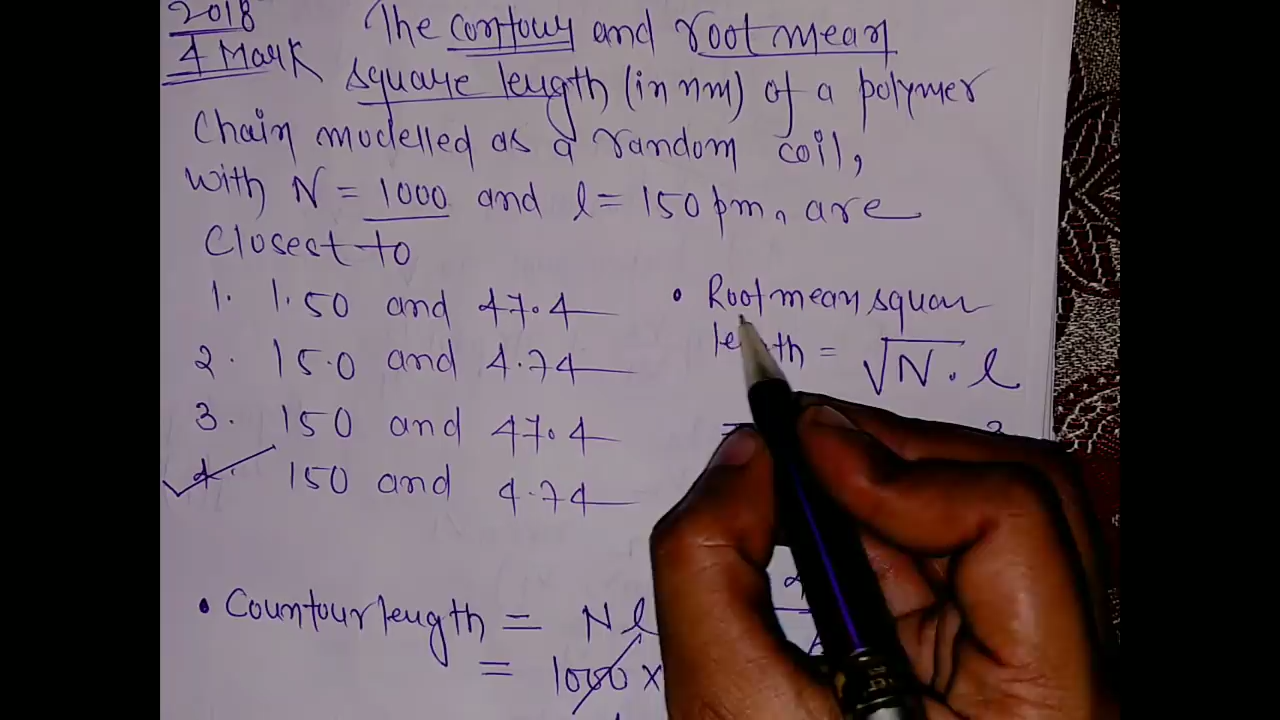 2018
4 Mark
The contour and root mean
square length (in nm) of a polymer
Chain modelled as a random coil,
with N = 1000 and l = 150 pm, are
Closest to
1. 1.50 and 47.4
2. 15.0 and 4.74
3. 150 and 47.4
4. 150 and 4.74
• Root mean squar
length = √N . l
=
• Countour length = N l
= 1000 ×